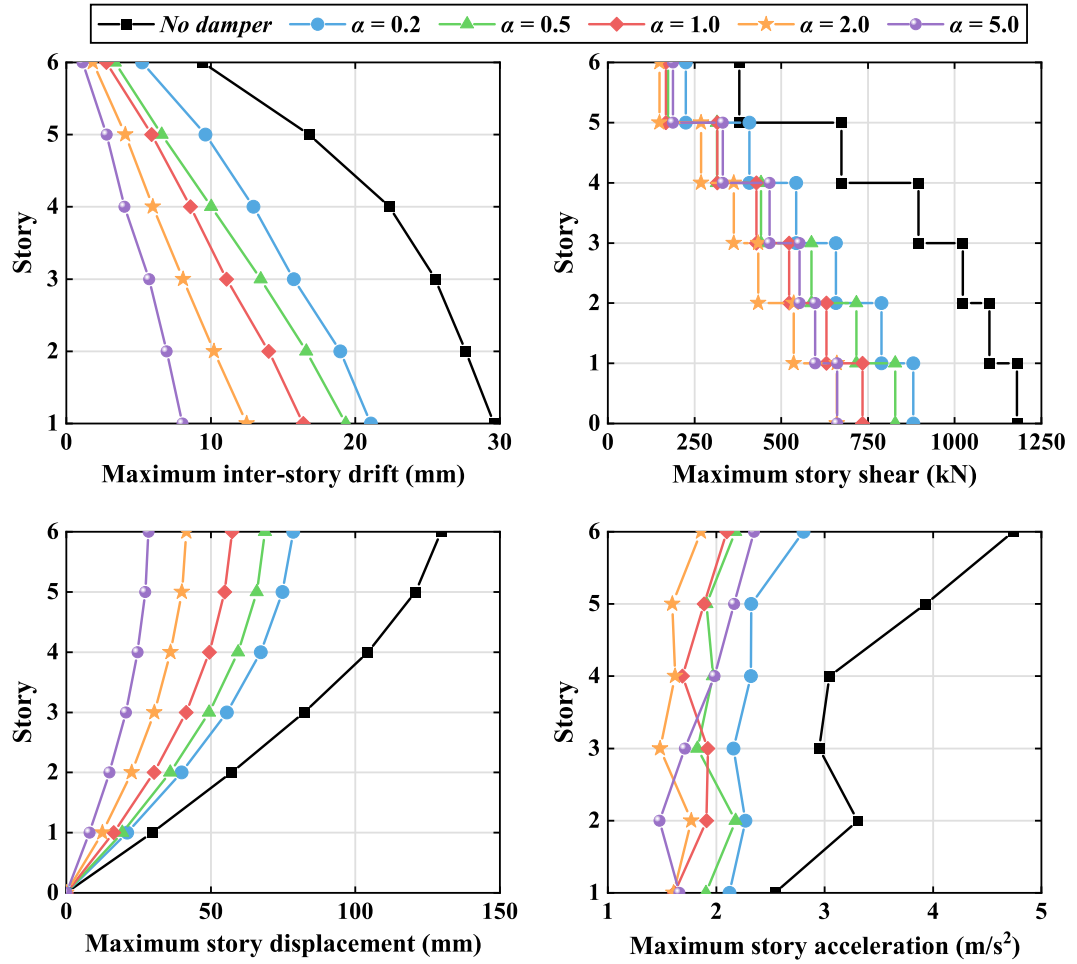 No damper α = 0.2 α = 0.5 α = 1.0 α = 2.0 α = 5.0
6
5
4
3
2
1
Story
0 10 20 30
Maximum inter-story drift (mm)
6
5
4
3
2
1
0
Story
0 250 500 750 1000 1250
Maximum story shear (kN)
6
5
4
3
2
1
0
Story
0 50 100 150
Maximum story displacement (mm)
6
5
4
3
2
1
Story
1 2 3 4 5
Maximum story acceleration (m/s²)